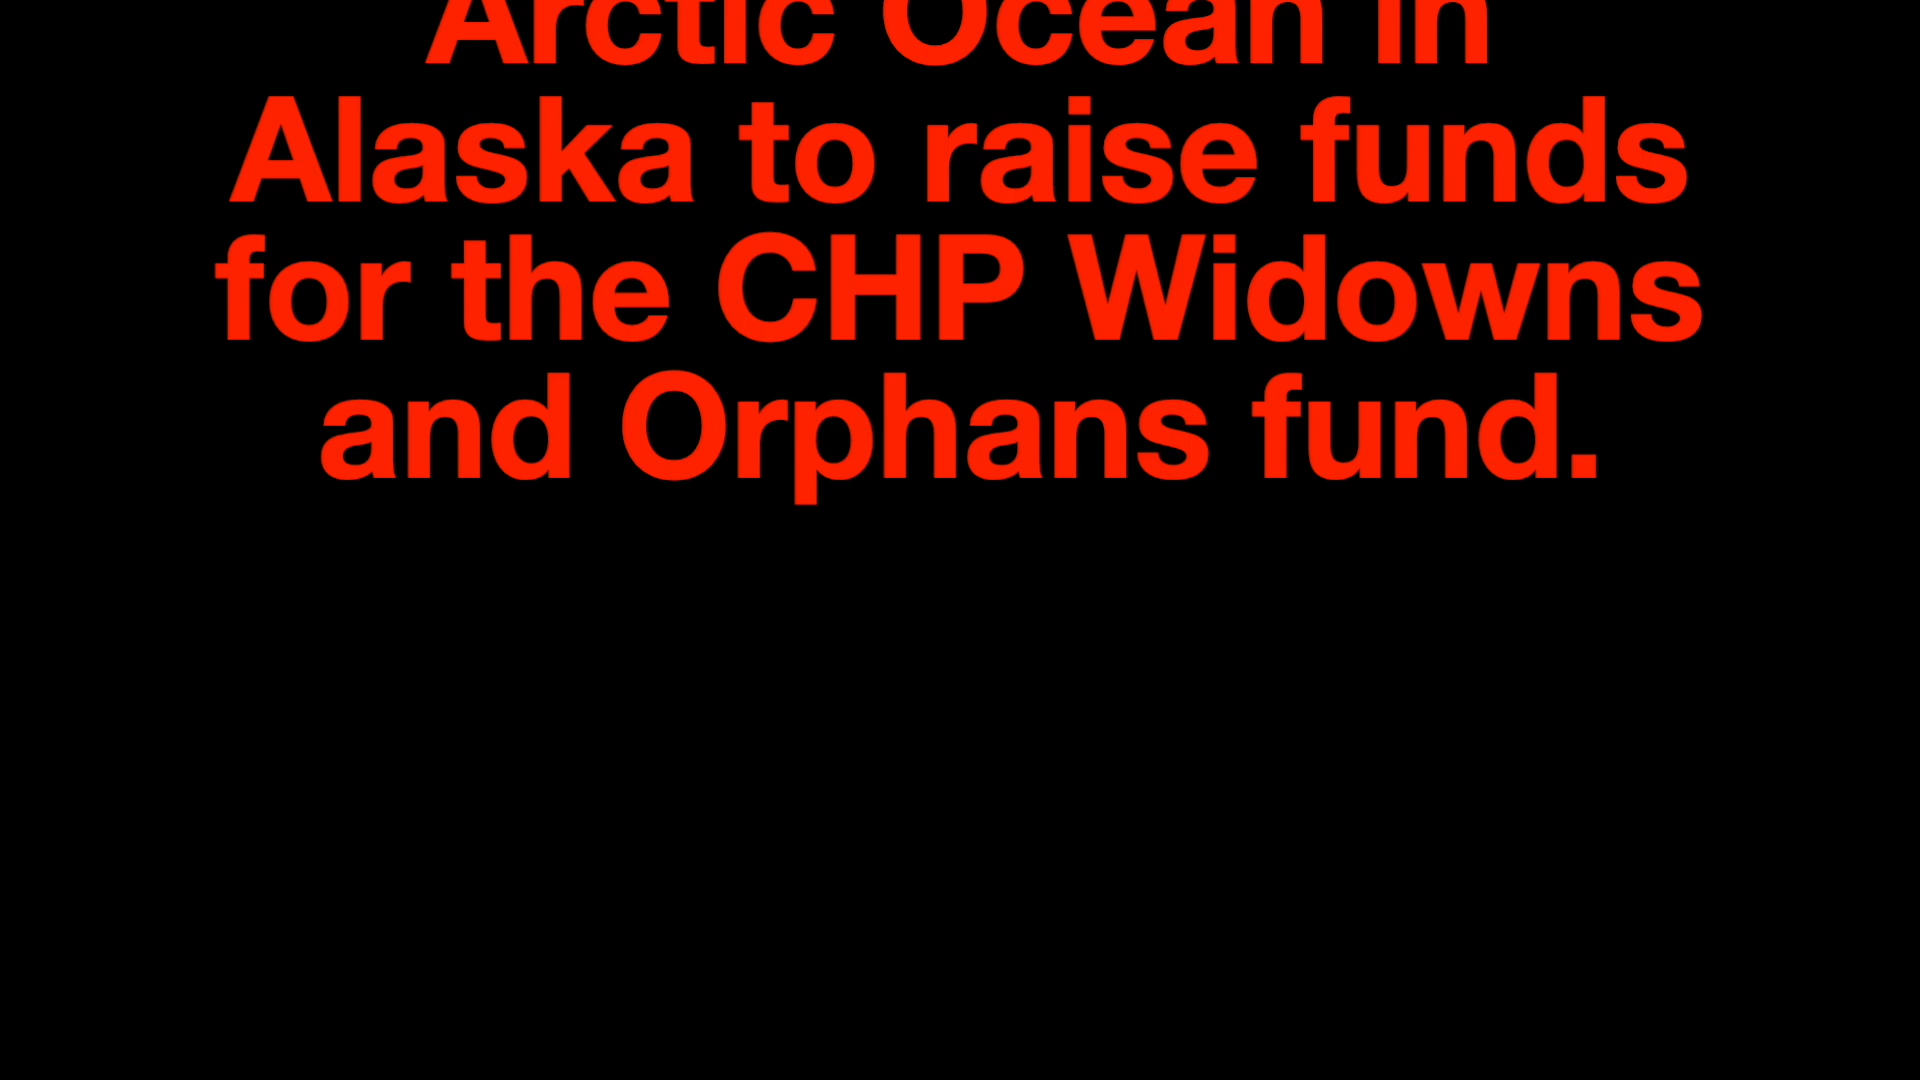 Arctic Ocean in
Alaska to raise funds
for the CHP Widowns
and Orphans fund.